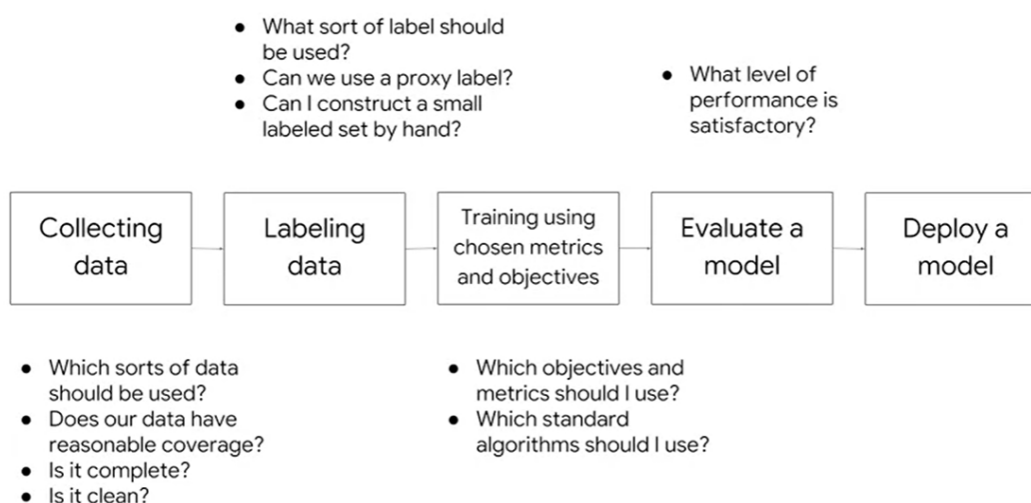 • What sort of label should
be used?
• Can we use a proxy label?
• Can I construct a small
labeled set by hand?
• What level of
performance is
satisfactory?
Collecting
data
Labeling
data
Training using
chosen metrics
and objectives
Evaluate a
model
Deploy a
model
• Which sorts of data
should be used?
• Does our data have
reasonable coverage?
• Is it complete?
• Is it clean?
• Which objectives and
metrics should I use?
• Which standard
algorithms should I use?